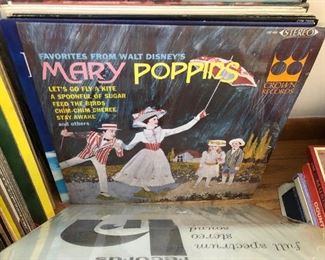 STEREO
FAVORITES FROM WALT DISNEY'S
MARY POPPINS
LET'S GO FLY A KITE
A SPOONFUL OF SUGAR
FEED THE BIRDS
CHIM CHIM CHEREE
STAY AWAKE
and others
CROWN
RECORDS
records
full spectrum
stereo
sound